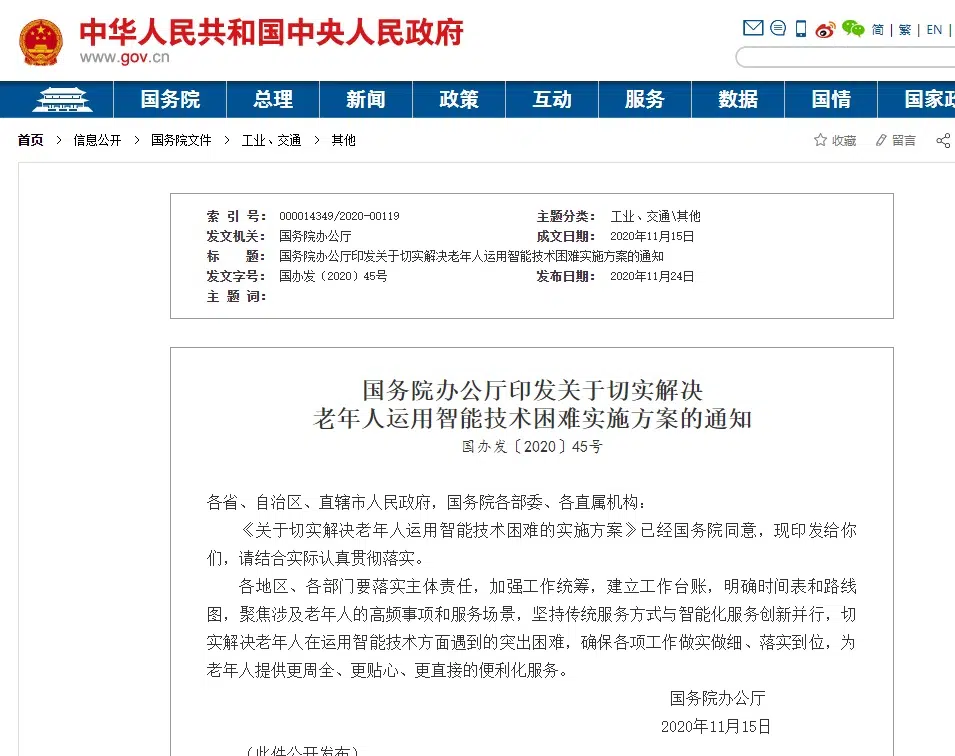 中华人民共和国中央人民政府
www.gov.cn
简 | 繁 | EN |
国务院 总理 新闻 政策 互动 服务 数据 国情 国家政
首页 > 信息公开 > 国务院文件 > 工业、交通 > 其他
收藏 留言
索 引 号： 000014349/2020-00119 主题分类： 工业、交通\其他
发文机关： 国务院办公厅 成文日期： 2020年11月15日
标 题： 国务院办公厅印发关于切实解决老年人运用智能技术困难实施方案的通知
发文字号： 国办发〔2020〕45号 发布日期： 2020年11月24日
主 题 词：
国务院办公厅印发关于切实解决
老年人运用智能技术困难实施方案的通知
国办发〔2020〕45号
各省、自治区、直辖市人民政府，国务院各部委、各直属机构：
《关于切实解决老年人运用智能技术困难的实施方案》已经国务院同意，现印发给你
们，请结合实际认真贯彻落实。
各地区、各部门要落实主体责任，加强工作统筹，建立工作台账，明确时间表和路线
图，聚焦涉及老年人的高频事项和服务场景，坚持传统服务方式与智能化服务创新并行，切
实解决老年人在运用智能技术方面遇到的突出困难，确保各项工作做实做细、落实到位，为
老年人提供更周全、更贴心、更直接的便利化服务。
国务院办公厅
2020年11月15日
（此件公开发布）